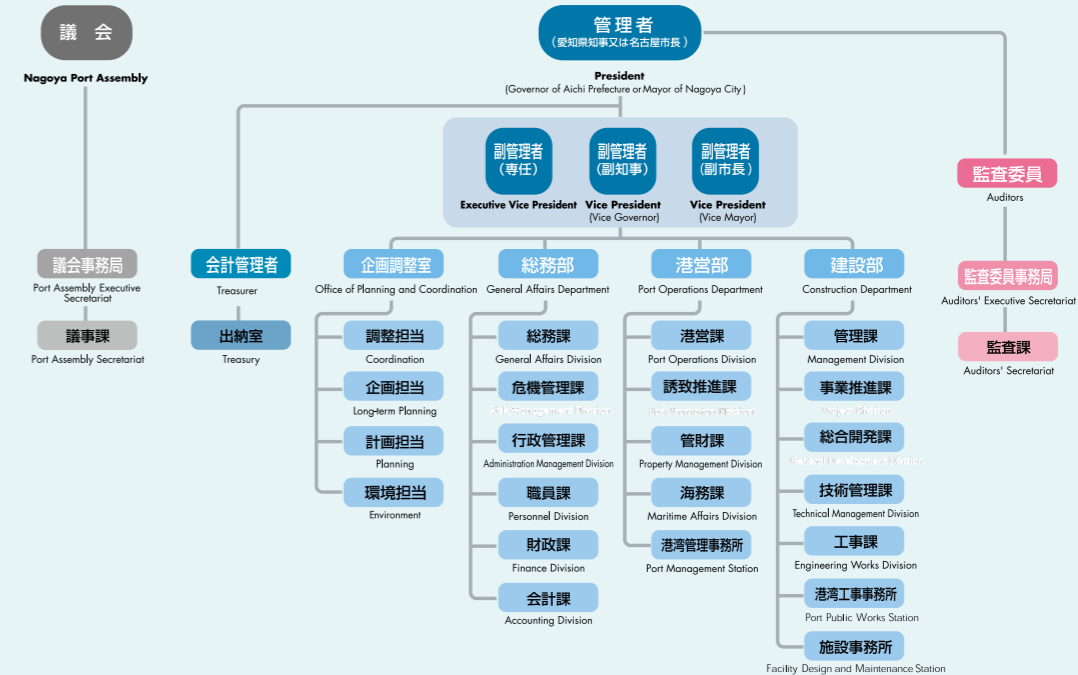 議 会
Nagoya Port Assembly
管理者
(愛知県知事又は名古屋市長)
President
(Governor of Aichi Prefecture or Mayor of Nagoya City)
副管理者
(専任)
Executive Vice President
副管理者
(副知事)
Vice President
(Vice Governor)
副管理者
(副市長)
Vice President
(Vice Mayor)
監査委員
Auditors
議会事務局
Port Assembly Executive
Secretariat
議事課
Port Assembly Secretariat
会計管理者
Treasurer
出納室
Treasury
企画調整室
Office of Planning and Coordination
調整担当
Coordination
企画担当
Long-term Planning
計画担当
Planning
環境担当
Environment
総務部
General Affairs Department
総務課
General Affairs Division
危機管理課
行政管理課
Administration Management Division
職員課
Personnel Division
財政課
Finance Division
会計課
Accounting Division
港営部
Port Operations Department
港営課
Port Operations Division
誘致推進課
管財課
Property Management Division
海務課
Maritime Affairs Division
港湾管理事務所
Port Management Station
建設部
Construction Department
管理課
Management Division
事業推進課
Project Division
総合開発課
General Development Division
技術管理課
Technical Management Division
工事課
Engineering Works Division
港湾工事事務所
Port Public Works Station
施設事務所
Facility Design and Maintenance Station
監査委員事務局
Auditors' Executive Secretariat
監査課
Auditors' Secretariat